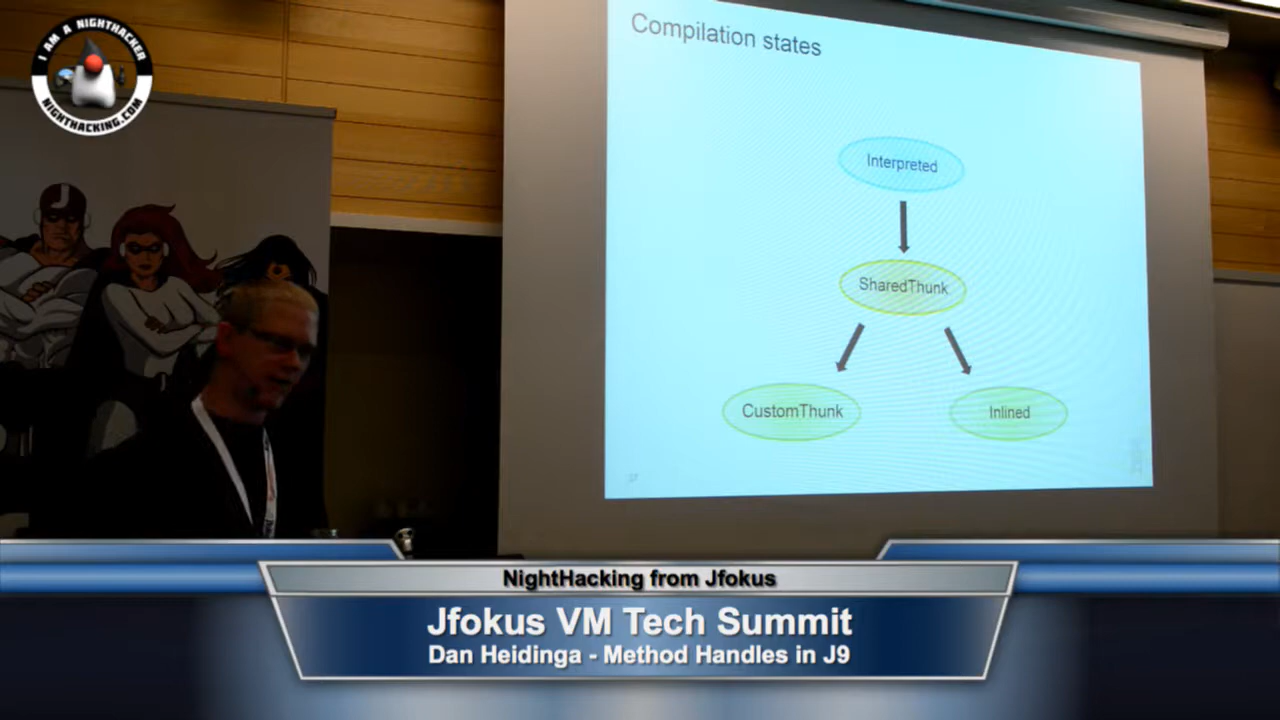 I AM A NIGHTHACKER
NIGHTHACKING.COM
Compilation states
Interpreted
SharedThunk
CustomThunk
Inlined
J
NightHacking from Jfokus
Jfokus VM Tech Summit
Dan Heidinga - Method Handles in J9